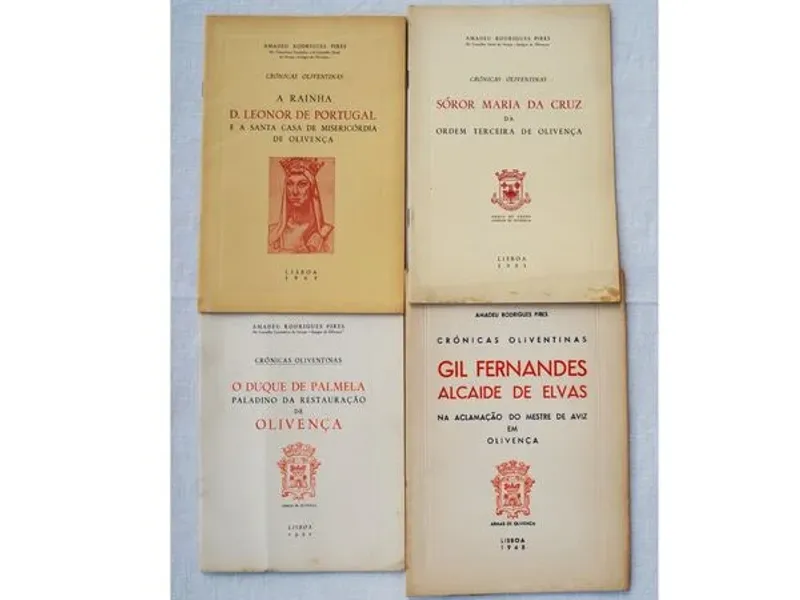 AMADEU RODRIGUES PIRES
CRÓNICAS OLIVENTINAS
A RAINHA
D. LEONOR DE PORTUGAL
E A SANTA CASA DE MISERICÓRDIA
DE OLIVENÇA
LISBOA
AMADEU RODRIGUES PIRES
CRÓNICAS OLIVENTINAS
SÓROR MARIA DA CRUZ
DA
ORDEM TERCEIRA DE OLIVENÇA
LISBOA
AMADEU RODRIGUES PIRES
CRÓNICAS OLIVENTINAS
O DUQUE DE PALMELA
PALADINO DA RESTAURAÇÃO
DE
OLIVENÇA
ARMAS DE OLIVENÇA
LISBOA
AMADEU RODRIGUES PIRES
CRÓNICAS OLIVENTINAS
GIL FERNANDES
ALCAIDE DE ELVAS
NA ACLAMAÇÃO DO MESTRE DE AVIZ
EM
OLIVENÇA
ARMAS DE OLIVENÇA
LISBOA